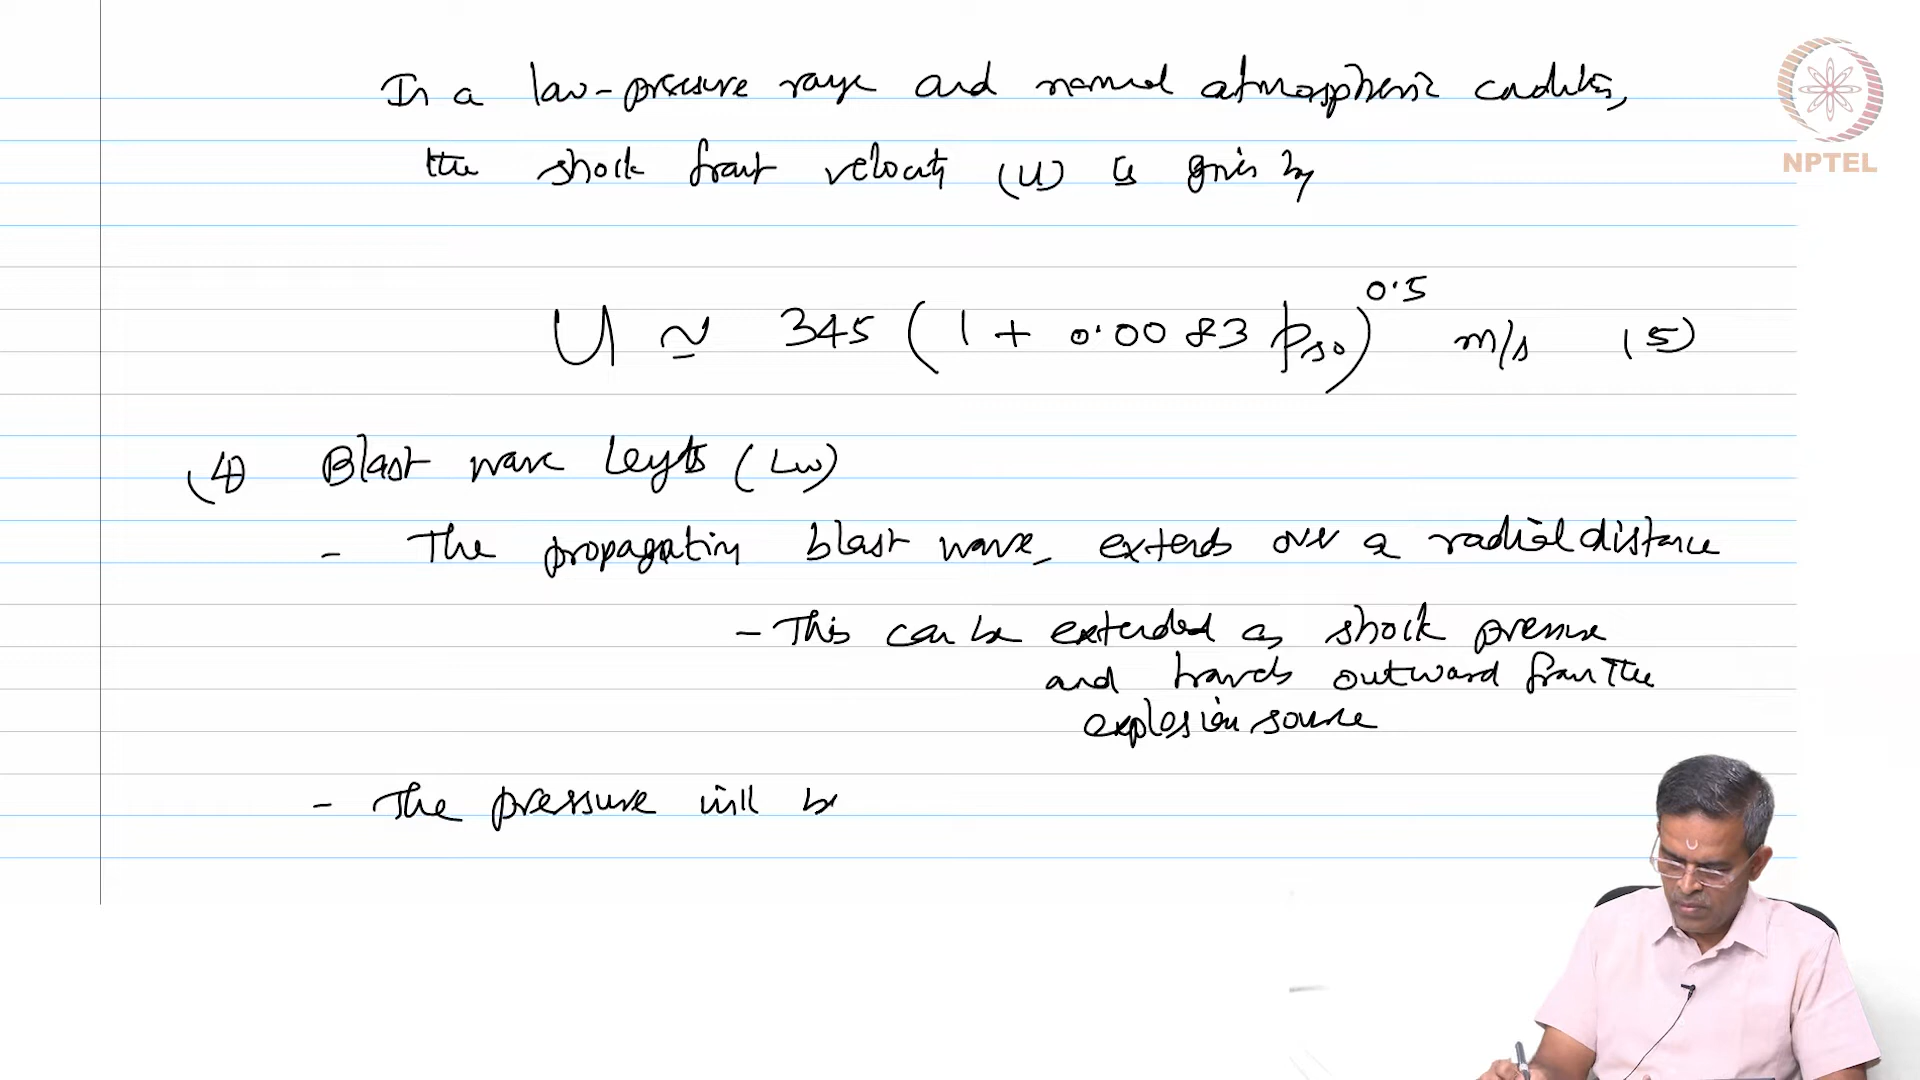 In a low-pressure range and normal atmospheric conditions,
the shock front velocity (U) is given by
NPTEL
U ≃ 345 (1 + 0.0083 pso)^0.5 m/s (5)
(4) Blast wave length (Lw)
- The propagating blast wave, extends over a radial distance
- This can be extended as shock pressure
and travels outward from the
explosion source
- The pressure will be